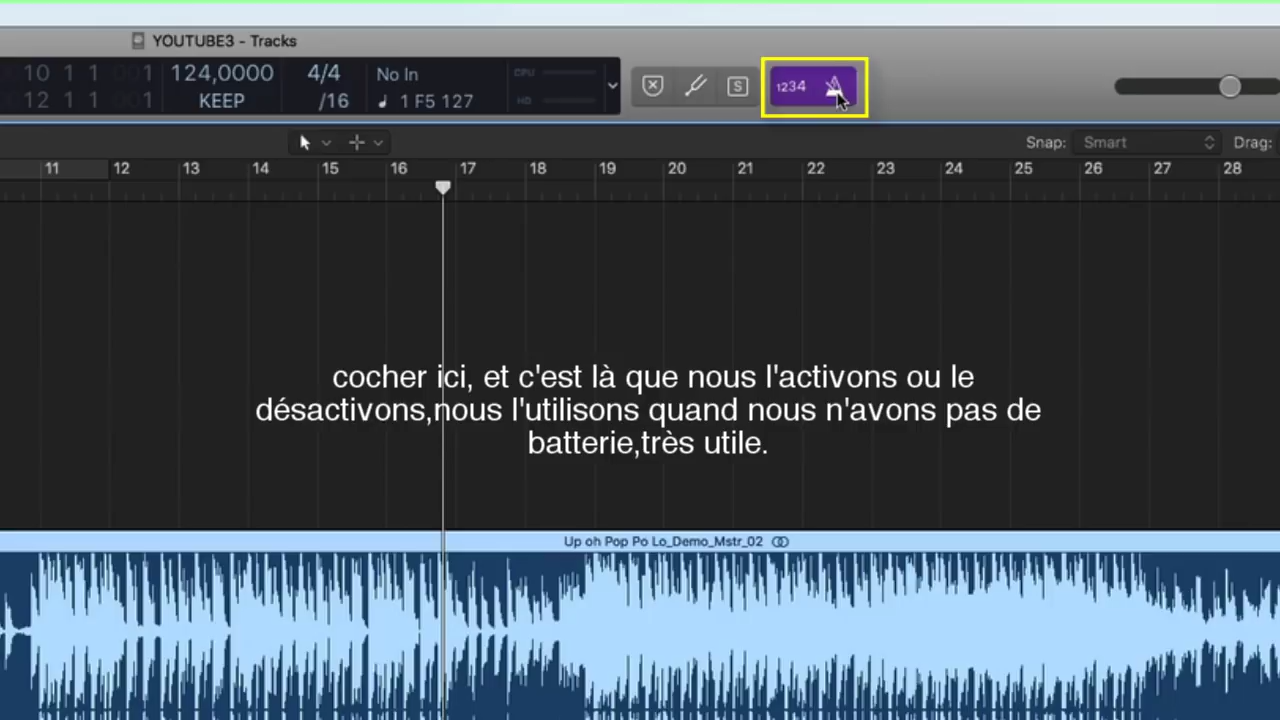 YOUTUBE3 - Tracks
10 1 1 001 124,0000 4/4 No In CPU
12 1 1 001 KEEP /16 1 F5 127 HD
S 1234
Snap: Smart Drag:
11 12 13 14 15 16 17 18 19 20 21 22 23 24 25 26 27 28
cocher ici, et c'est là que nous l'activons ou le
désactivons,nous l'utilisons quand nous n'avons pas de
batterie,très utile.
Up oh Pop Po Lo_Demo_Mstr_02